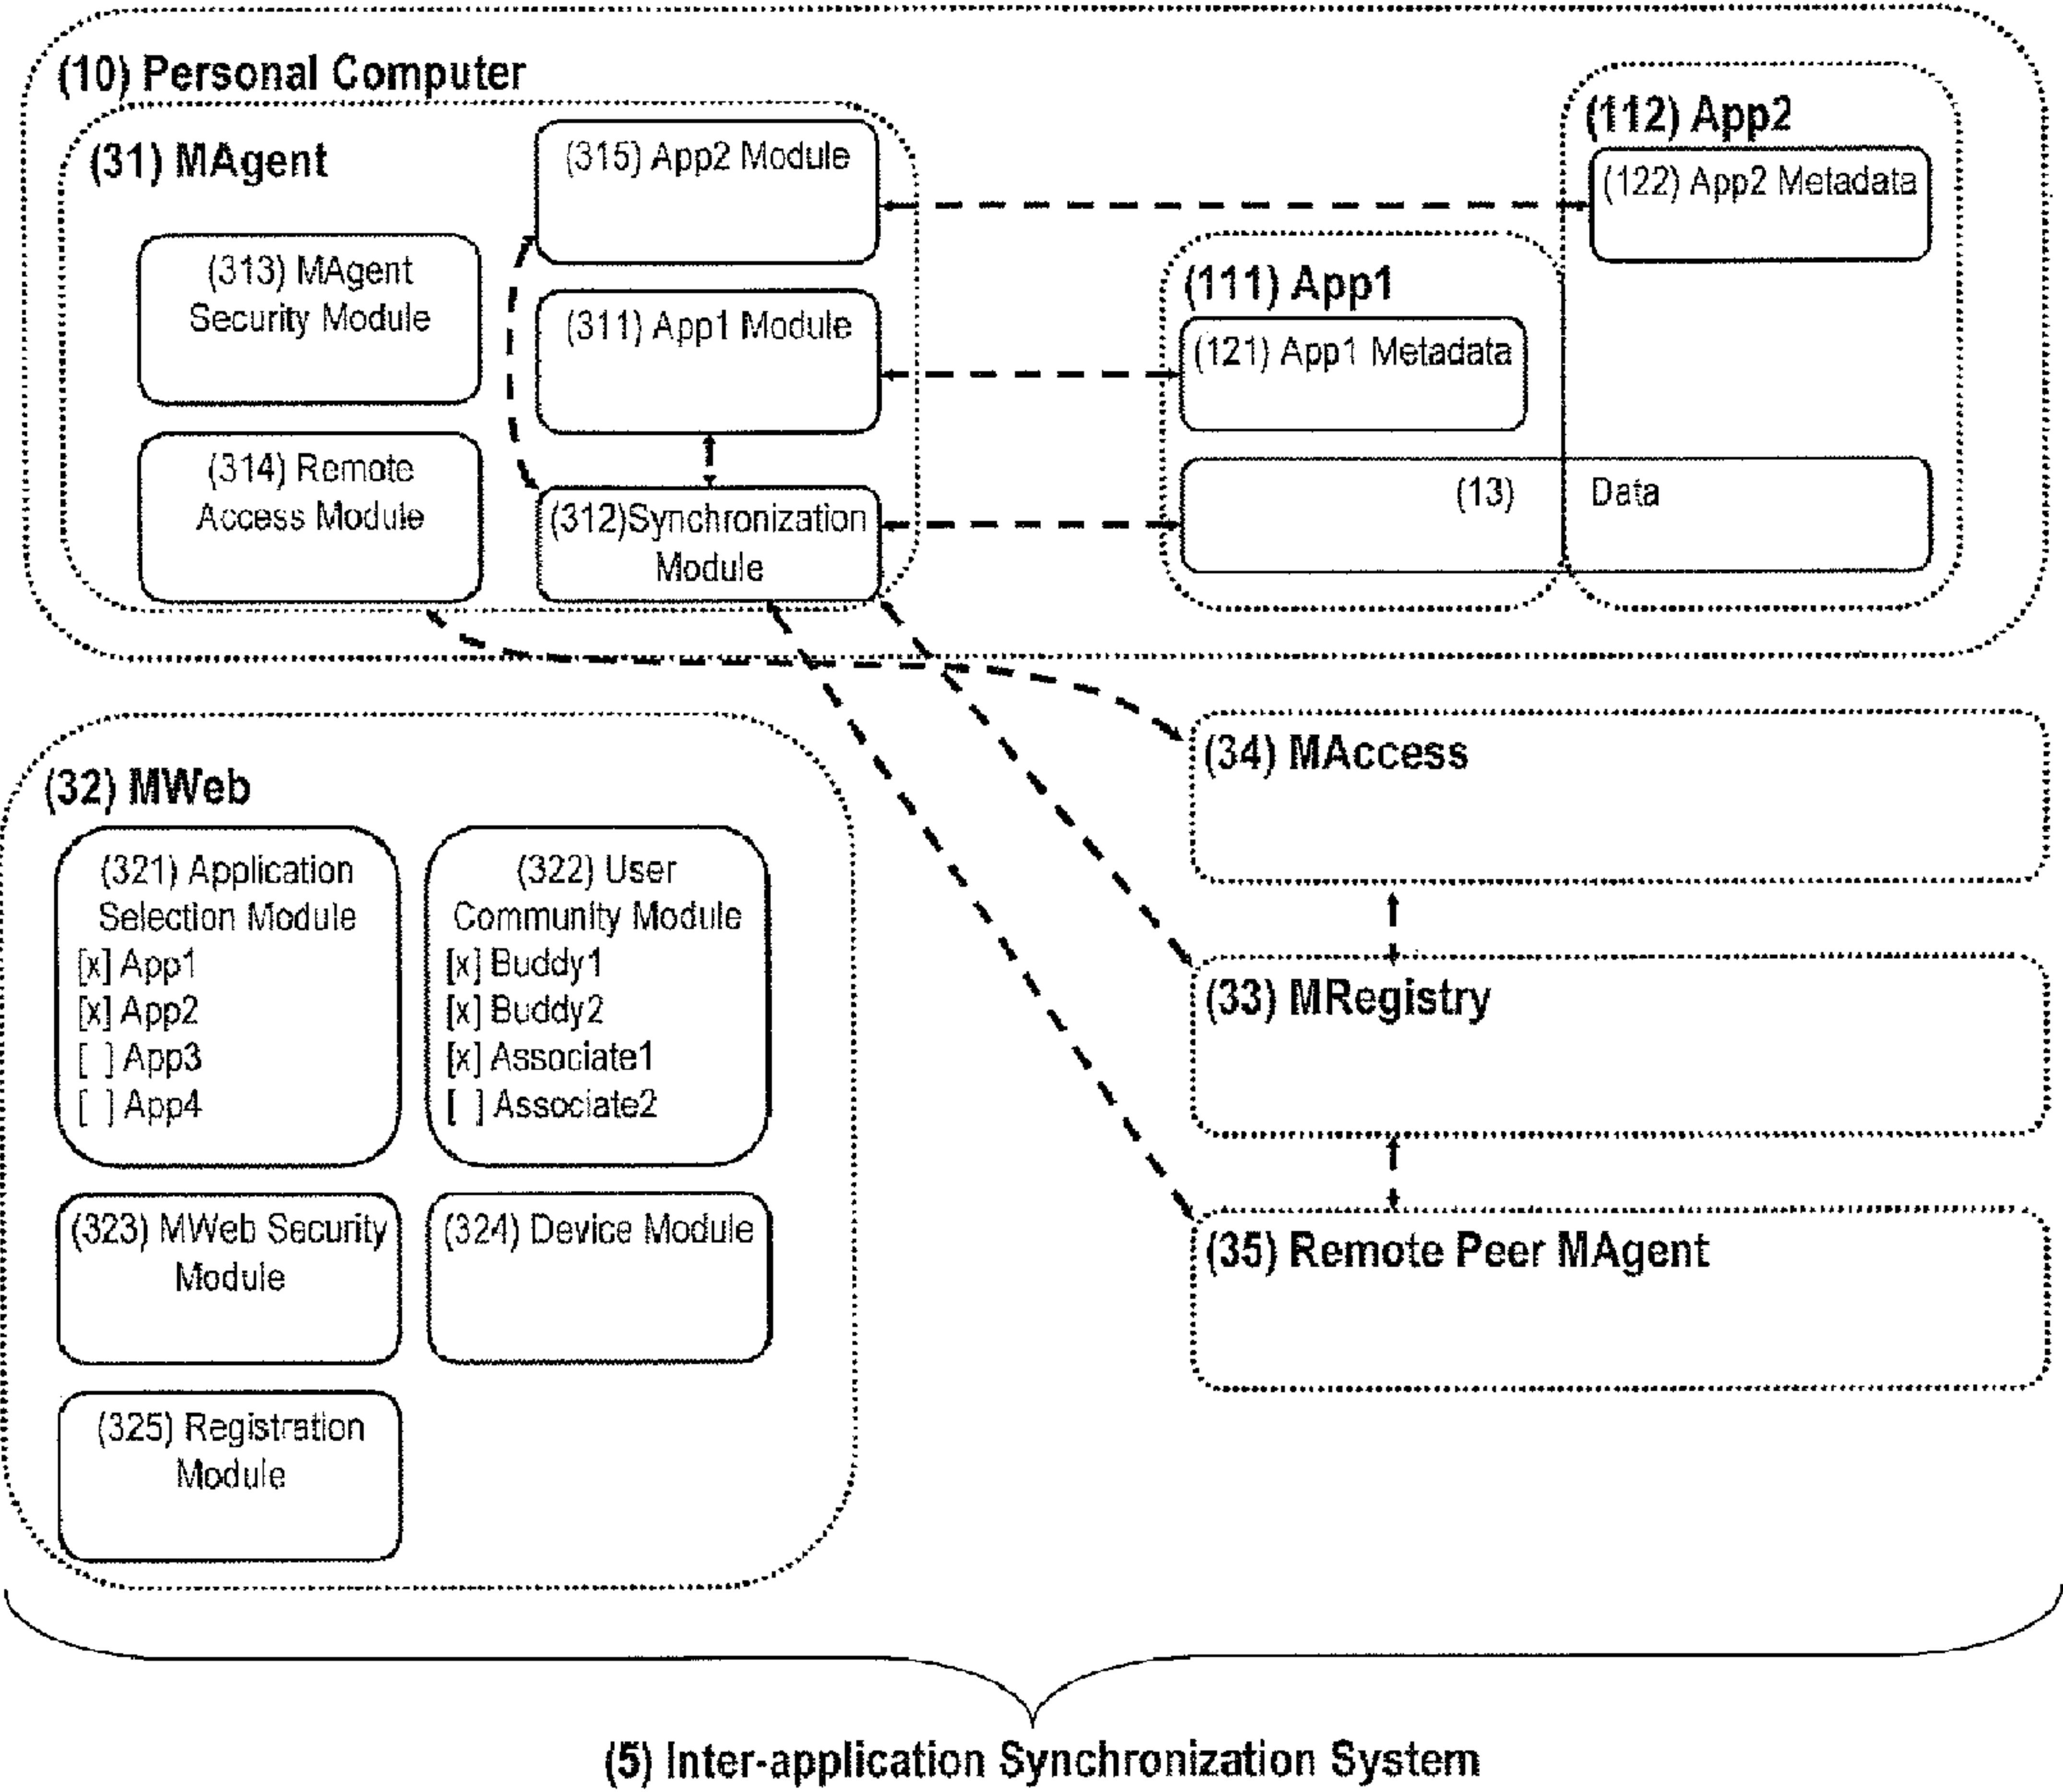 (10) Personal Computer
(31) MAgent
(315) App2 Module
(313) MAgent
Security Module
(311) App1 Module
(314) Remote
Access Module
(312)Synchronization
Module
(112) App2
(122) App2 Metadata
(111) App1
(121) App1 Metadata
(13) Data
(32) MWeb
(321) Application
Selection Module
[x] App1
[x] App2
[ ] App3
[ ] App4
(322) User
Community Module
[x] Buddy1
[x] Buddy2
[x] Associate1
[ ] Associate2
(323) MWeb Security
Module
(324) Device Module
(325) Registration
Module
(34) MAccess
(33) MRegistry
(35) Remote Peer MAgent
(5) Inter-application Synchronization System